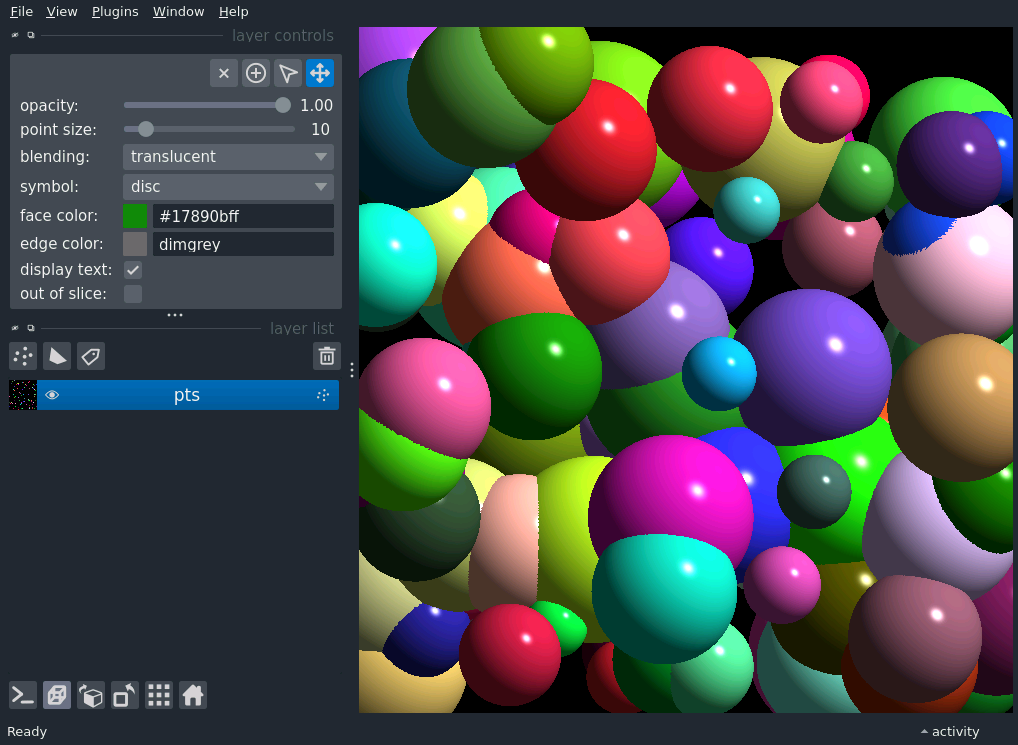 File View Plugins Window Help
layer controls
opacity: 1.00
point size: 10
blending: translucent
symbol: disc
face color: #17890bff
edge color: dimgrey
display text:
out of slice:
layer list
pts
Ready activity